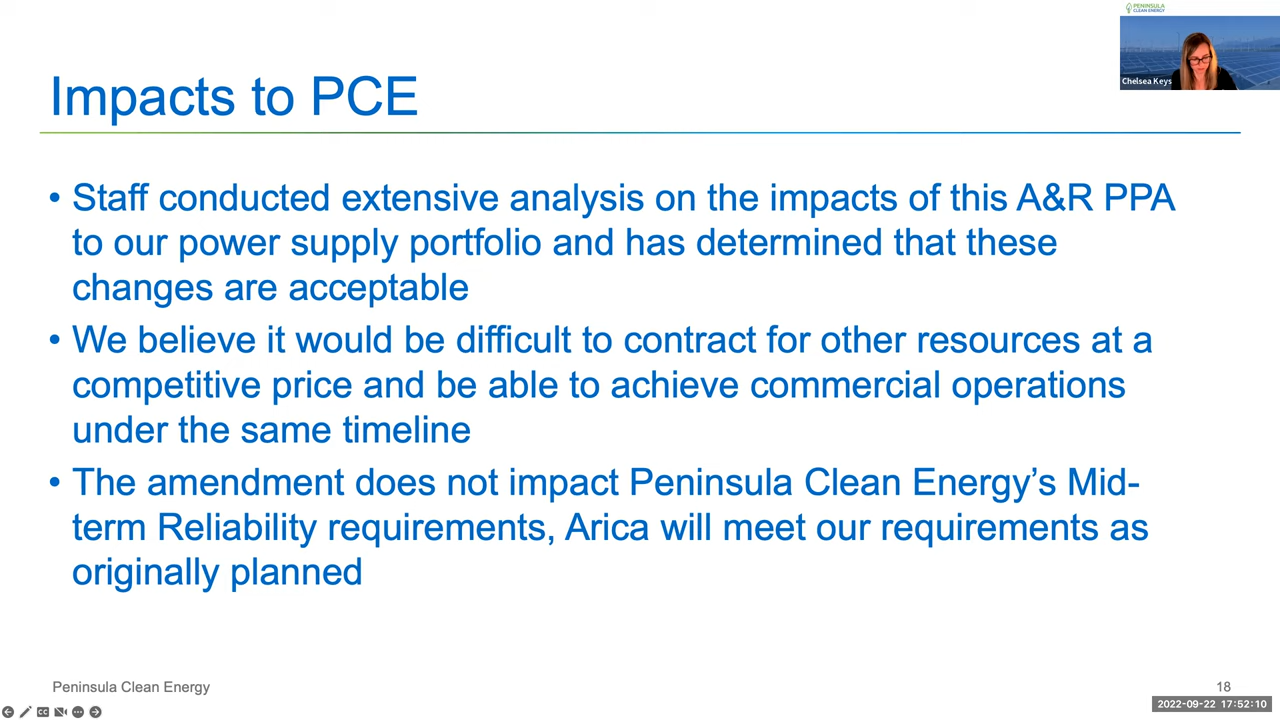 PENINSULA
CLEAN ENERGY
Chelsea Keys
Impacts to PCE
• Staff conducted extensive analysis on the impacts of this A&R PPA
to our power supply portfolio and has determined that these
changes are acceptable
• We believe it would be difficult to contract for other resources at a
competitive price and be able to achieve commercial operations
under the same timeline
• The amendment does not impact Peninsula Clean Energy’s Mid-
term Reliability requirements, Arica will meet our requirements as
originally planned
Peninsula Clean Energy
18
CC
2022-09-22 17:52:10